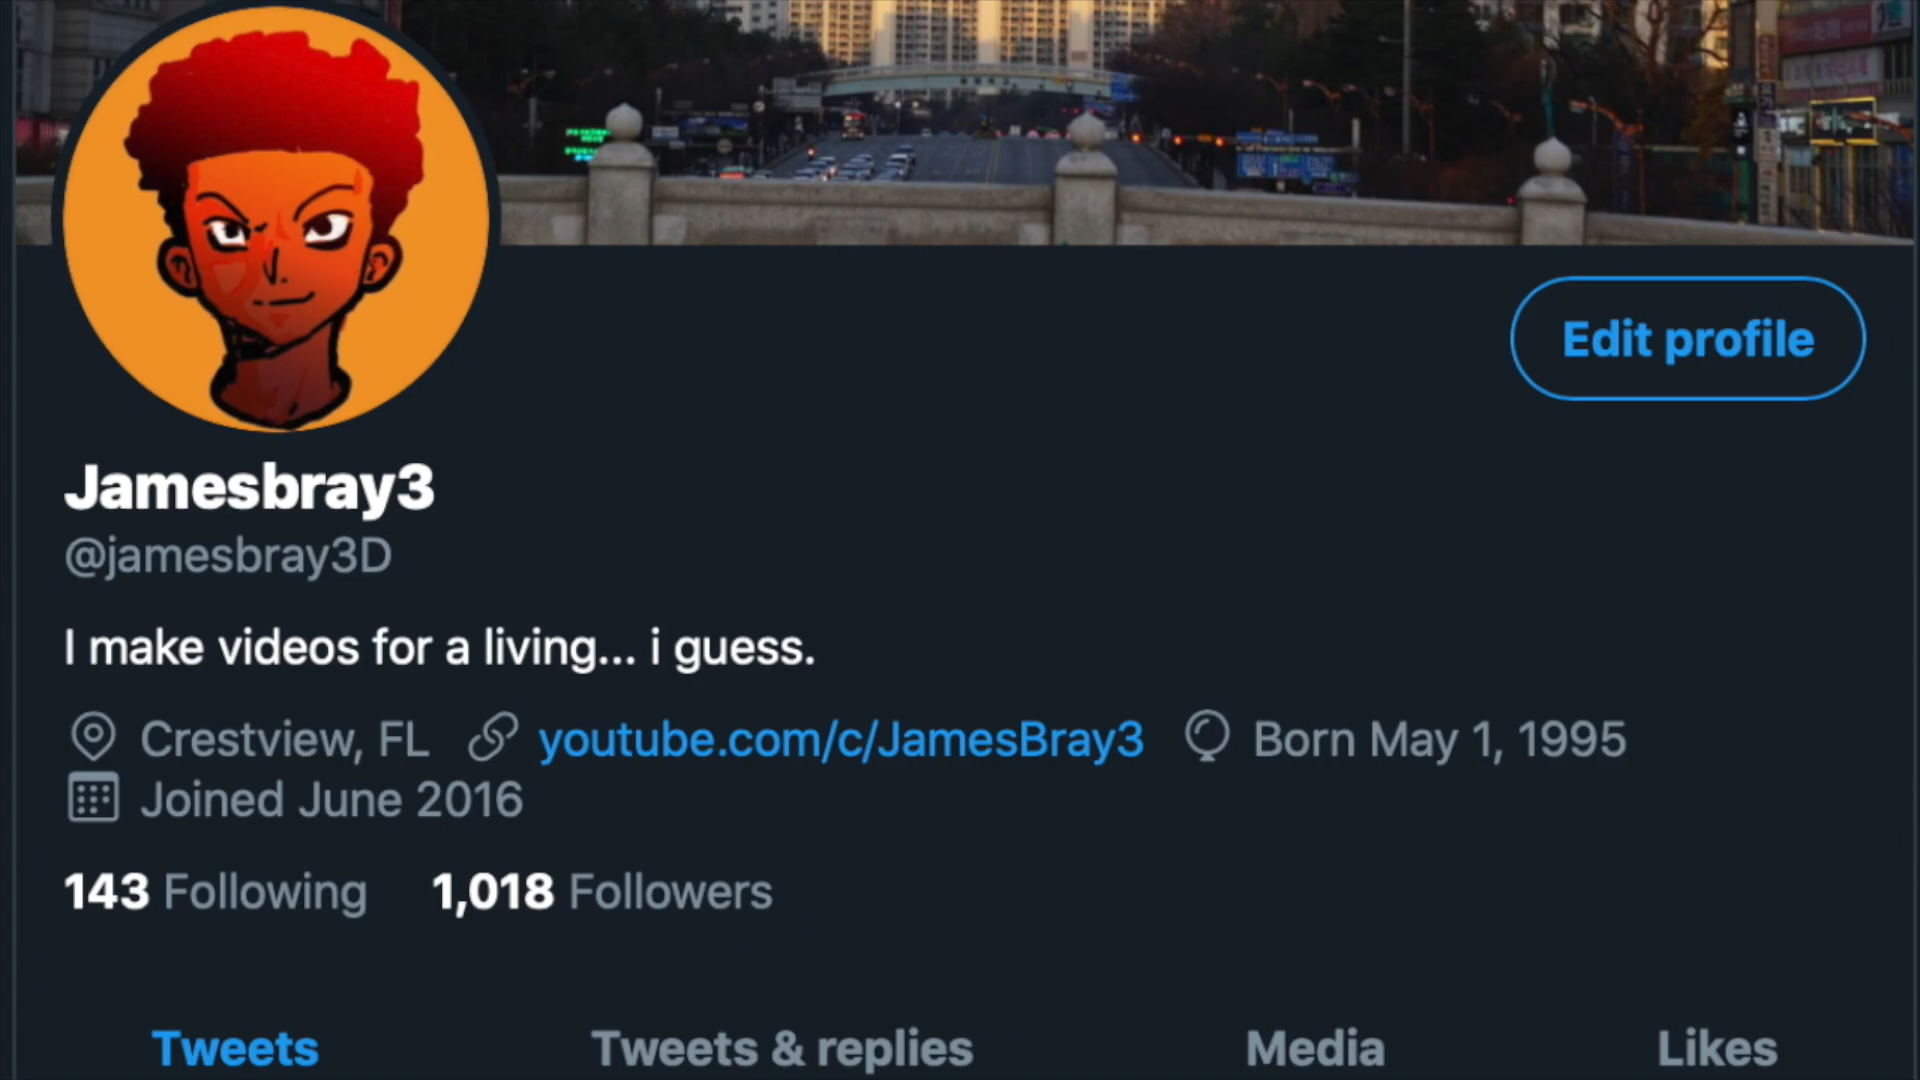 Edit profile
Jamesbray3
@jamesbray3D
I make videos for a living... i guess.
Crestview, FL youtube.com/c/JamesBray3 Born May 1, 1995
Joined June 2016
143 Following 1,018 Followers
Tweets Tweets & replies Media Likes